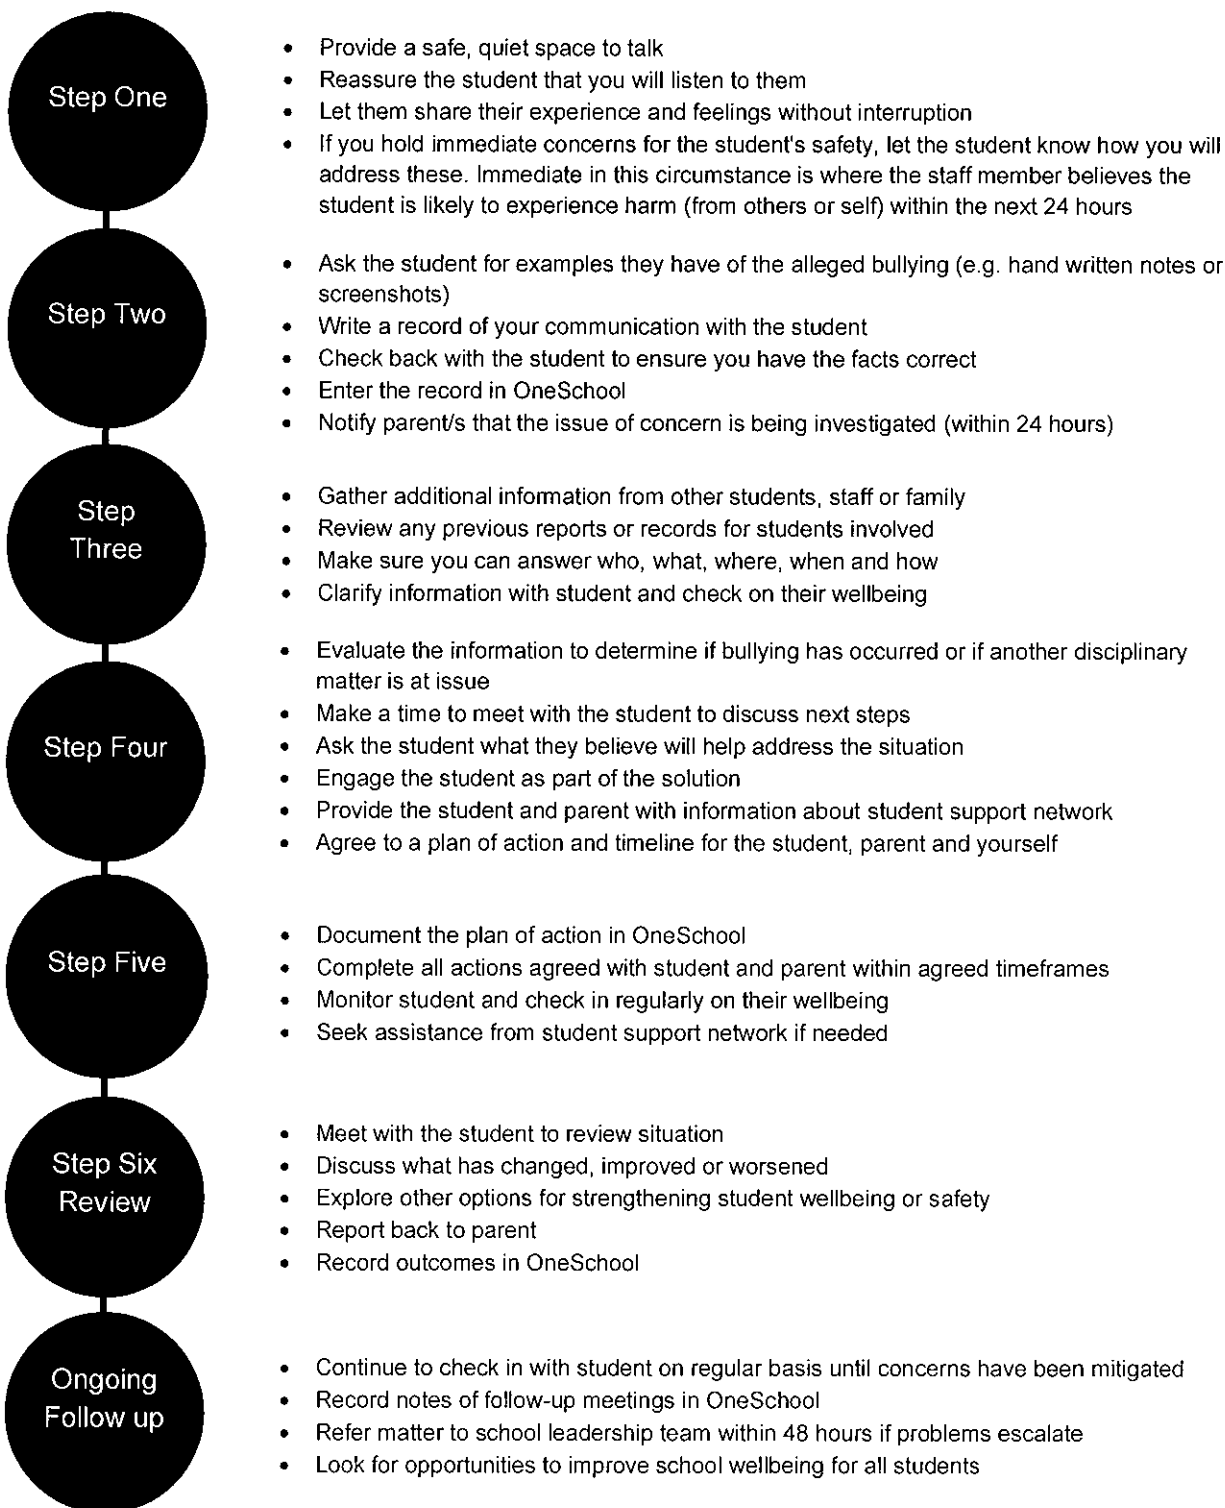 Step One
• Provide a safe, quiet space to talk
• Reassure the student that you will listen to them
• Let them share their experience and feelings without interruption
• If you hold immediate concerns for the student's safety, let the student know how you will
address these. Immediate in this circumstance is where the staff member believes the
student is likely to experience harm (from others or self) within the next 24 hours
Step Two
• Ask the student for examples they have of the alleged bullying (e.g. hand written notes or
screenshots)
• Write a record of your communication with the student
• Check back with the student to ensure you have the facts correct
• Enter the record in OneSchool
• Notify parent/s that the issue of concern is being investigated (within 24 hours)
Step
Three
• Gather additional information from other students, staff or family
• Review any previous reports or records for students involved
• Make sure you can answer who, what, where, when and how
• Clarify information with student and check on their wellbeing
Step Four
• Evaluate the information to determine if bullying has occurred or if another disciplinary
matter is at issue
• Make a time to meet with the student to discuss next steps
• Ask the student what they believe will help address the situation
• Engage the student as part of the solution
• Provide the student and parent with information about student support network
• Agree to a plan of action and timeline for the student, parent and yourself
Step Five
• Document the plan of action in OneSchool
• Complete all actions agreed with student and parent within agreed timeframes
• Monitor student and check in regularly on their wellbeing
• Seek assistance from student support network if needed
Step Six
Review
• Meet with the student to review situation
• Discuss what has changed, improved or worsened
• Explore other options for strengthening student wellbeing or safety
• Report back to parent
• Record outcomes in OneSchool
Ongoing
Follow up
• Continue to check in with student on regular basis until concerns have been mitigated
• Record notes of follow-up meetings in OneSchool
• Refer matter to school leadership team within 48 hours if problems escalate
• Look for opportunities to improve school wellbeing for all students